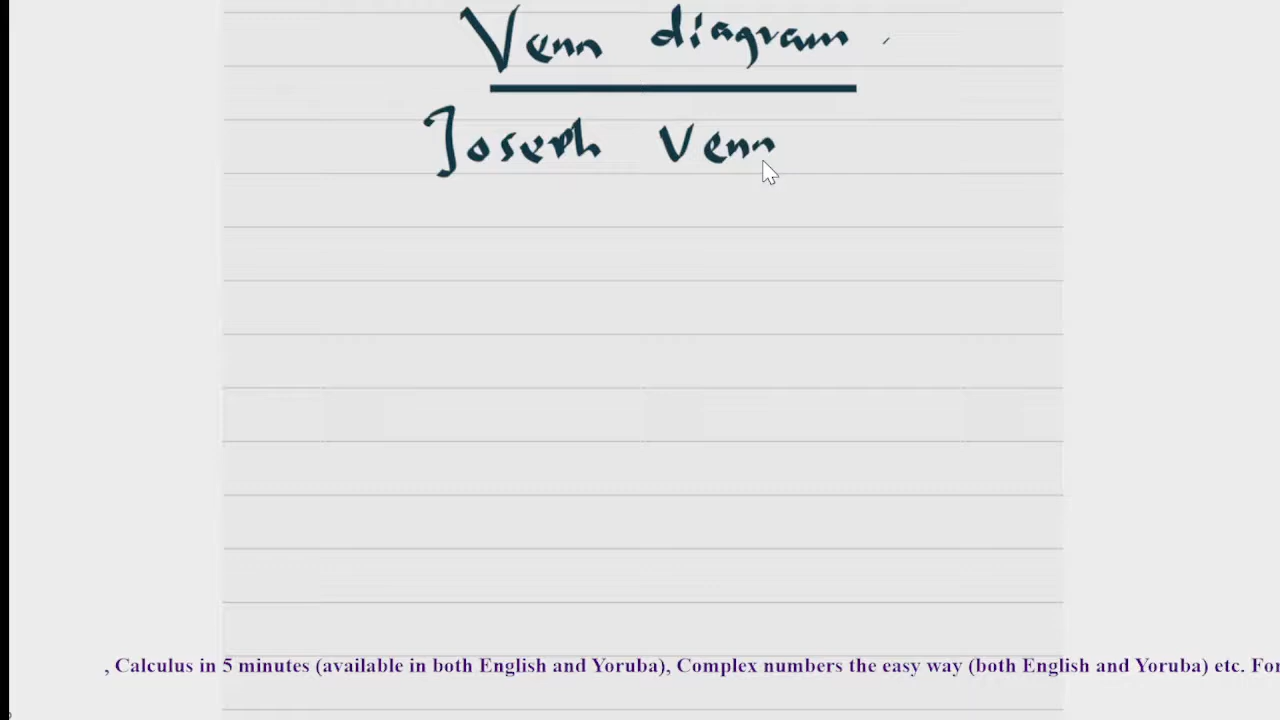 Venn diagram
Joseph Venn
, Calculus in 5 minutes (available in both English and Yoruba), Complex numbers the easy way (both English and Yoruba) etc. For